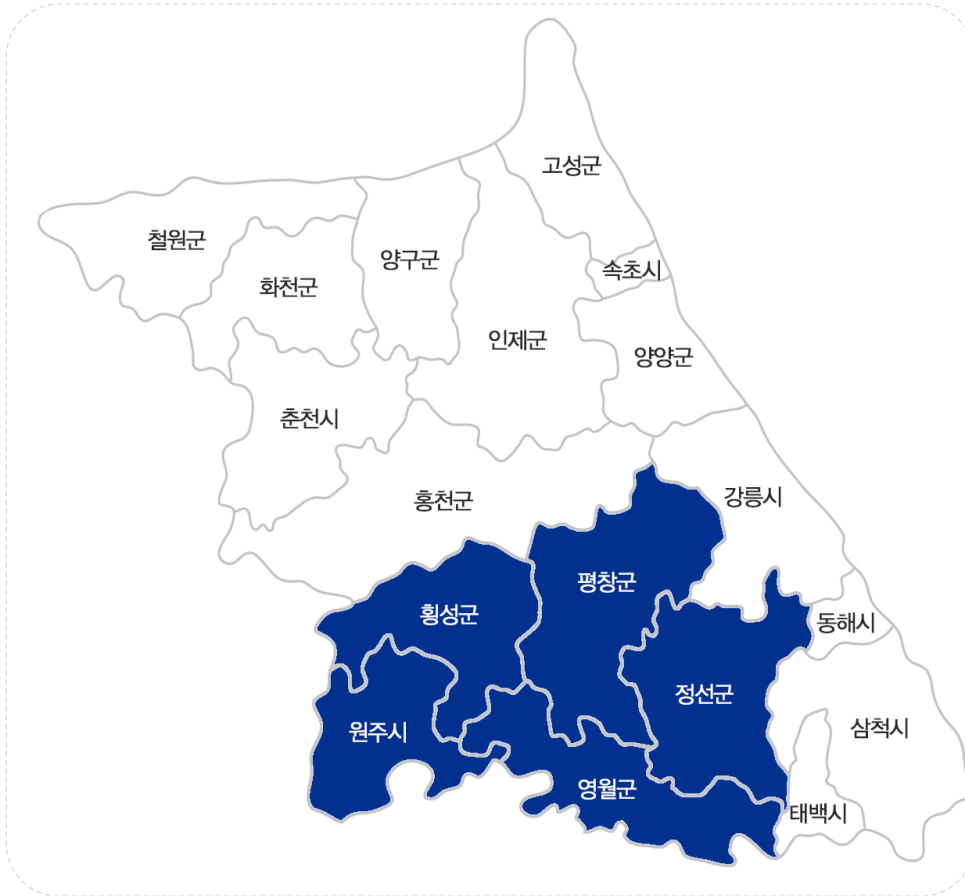 고성군
철원군
양구군
속초시
화천군
인제군
양양군
춘천시
홍천군
강릉시
평창군
횡성군
동해시
정선군
원주시
삼척시
영월군
태백시